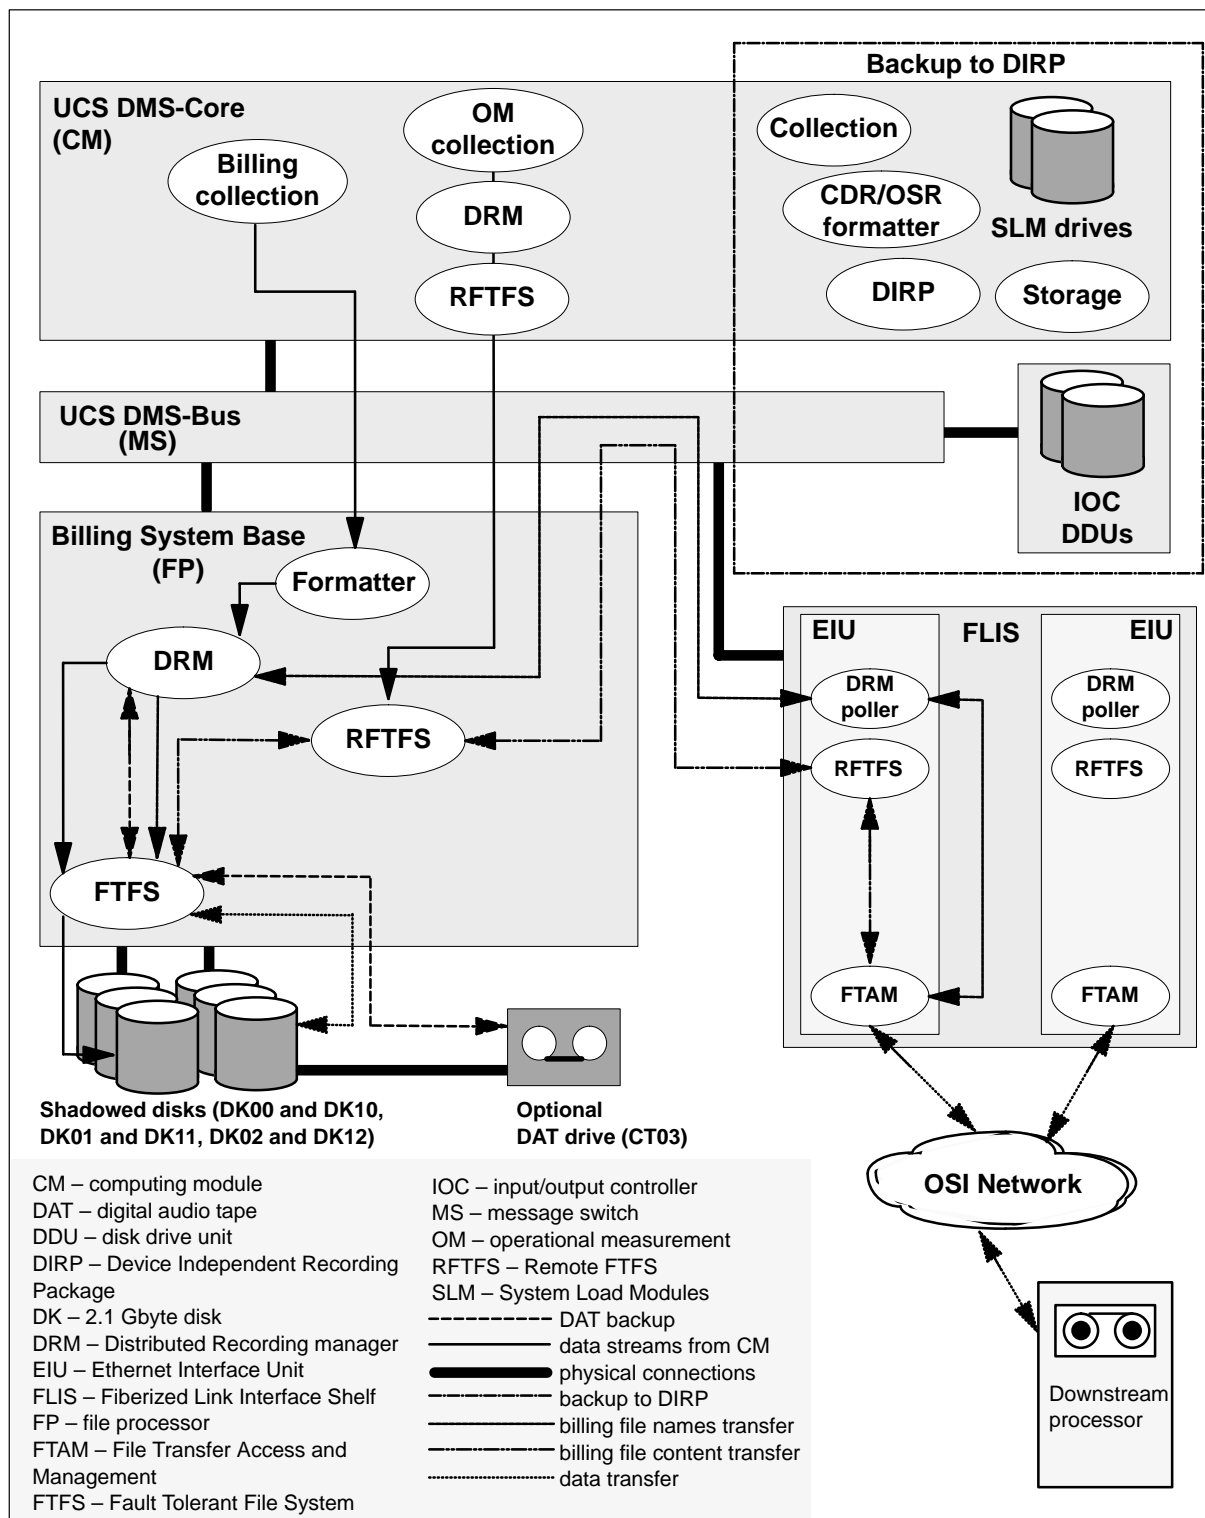 Backup to DIRP
UCS DMS-Core
(CM)
OM
collection
Collection
Billing
collection
DRM
CDR/OSR
formatter
SLM drives
RFTFS
DIRP
Storage
UCS DMS-Bus
(MS)
IOC
DDUs
Billing System Base
(FP)
Formatter
DRM
RFTFS
FTFS
EIU
FLIS
EIU
DRM
poller
DRM
poller
RFTFS
RFTFS
FTAM
FTAM
Shadowed disks (DK00 and DK10,
DK01 and DK11, DK02 and DK12)
Optional
DAT drive (CT03)
OSI Network
Downstream
processor
CM – computing module
DAT – digital audio tape
DDU – disk drive unit
DIRP – Device Independent Recording
Package
DK – 2.1 Gbyte disk
DRM – Distributed Recording manager
EIU – Ethernet Interface Unit
FLIS – Fiberized Link Interface Shelf
FP – file processor
FTAM – File Transfer Access and
Management
FTFS – Fault Tolerant File System
IOC – input/output controller
MS – message switch
OM – operational measurement
RFTFS – Remote FTFS
SLM – System Load Modules
DAT backup
data streams from CM
physical connections
backup to DIRP
billing file names transfer
billing file content transfer
data transfer